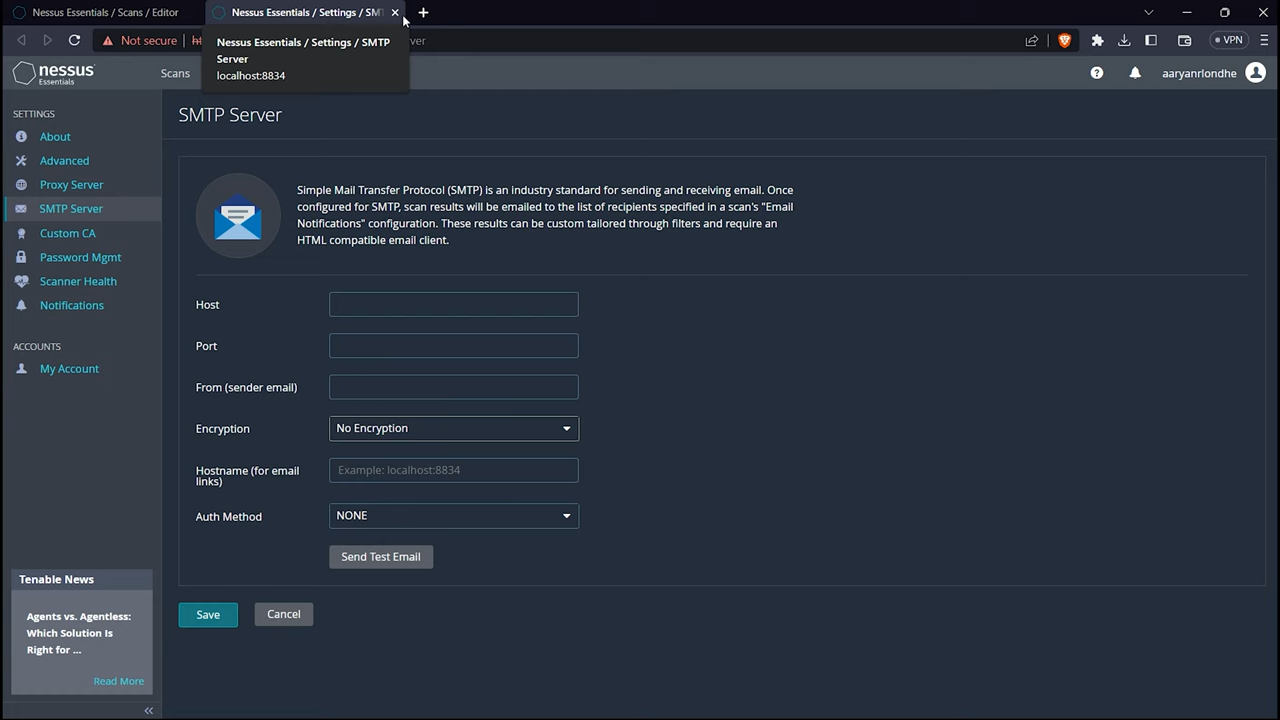 Nessus Essentials / Scans / Editor
Nessus Essentials / Settings / SM
Not secure
Nessus Essentials / Settings / SMTP
Server
localhost:8834
VPN
nessus
Essentials
Scans
aaryanrlondhe
SETTINGS
About
Advanced
Proxy Server
SMTP Server
Custom CA
Password Mgmt
Scanner Health
Notifications
ACCOUNTS
My Account
SMTP Server
Simple Mail Transfer Protocol (SMTP) is an industry standard for sending and receiving email. Once
configured for SMTP, scan results will be emailed to the list of recipients specified in a scan's "Email
Notifications" configuration. These results can be custom tailored through filters and require an
HTML compatible email client.
Host
Port
From (sender email)
Encryption
No Encryption
Hostname (for email
links)
Example: localhost:8834
Auth Method
NONE
Send Test Email
Save
Cancel
Tenable News
Agents vs. Agentless:
Which Solution Is
Right for ...
Read More